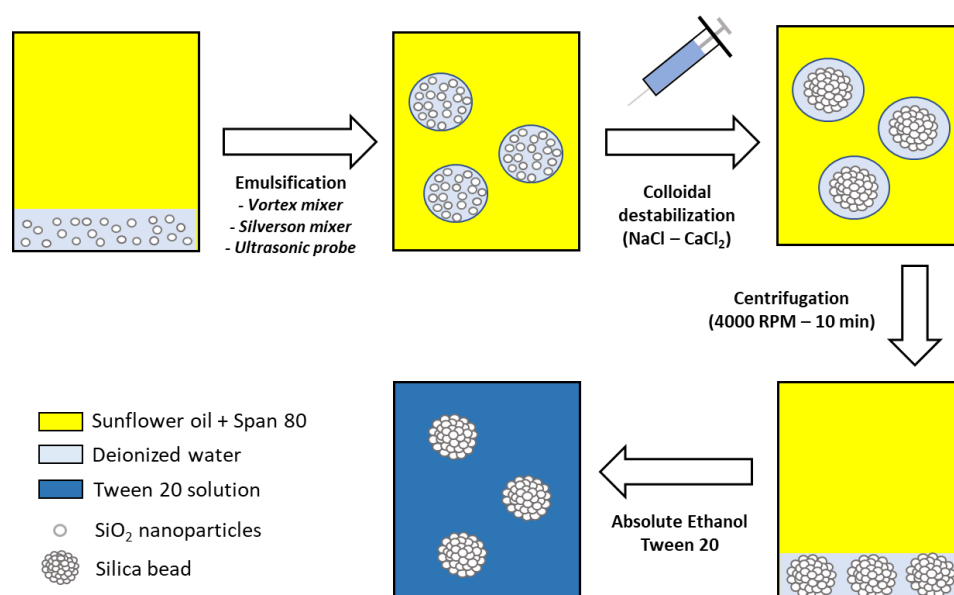 Emulsification
- Vortex mixer
- Silverson mixer
- Ultrasonic probe
Colloidal
destabilization
(NaCl – CaCl₂)
Centrifugation
(4000 RPM – 10 min)
Absolute Ethanol
Tween 20
Sunflower oil + Span 80
Deionized water
Tween 20 solution
SiO₂ nanoparticles
Silica bead